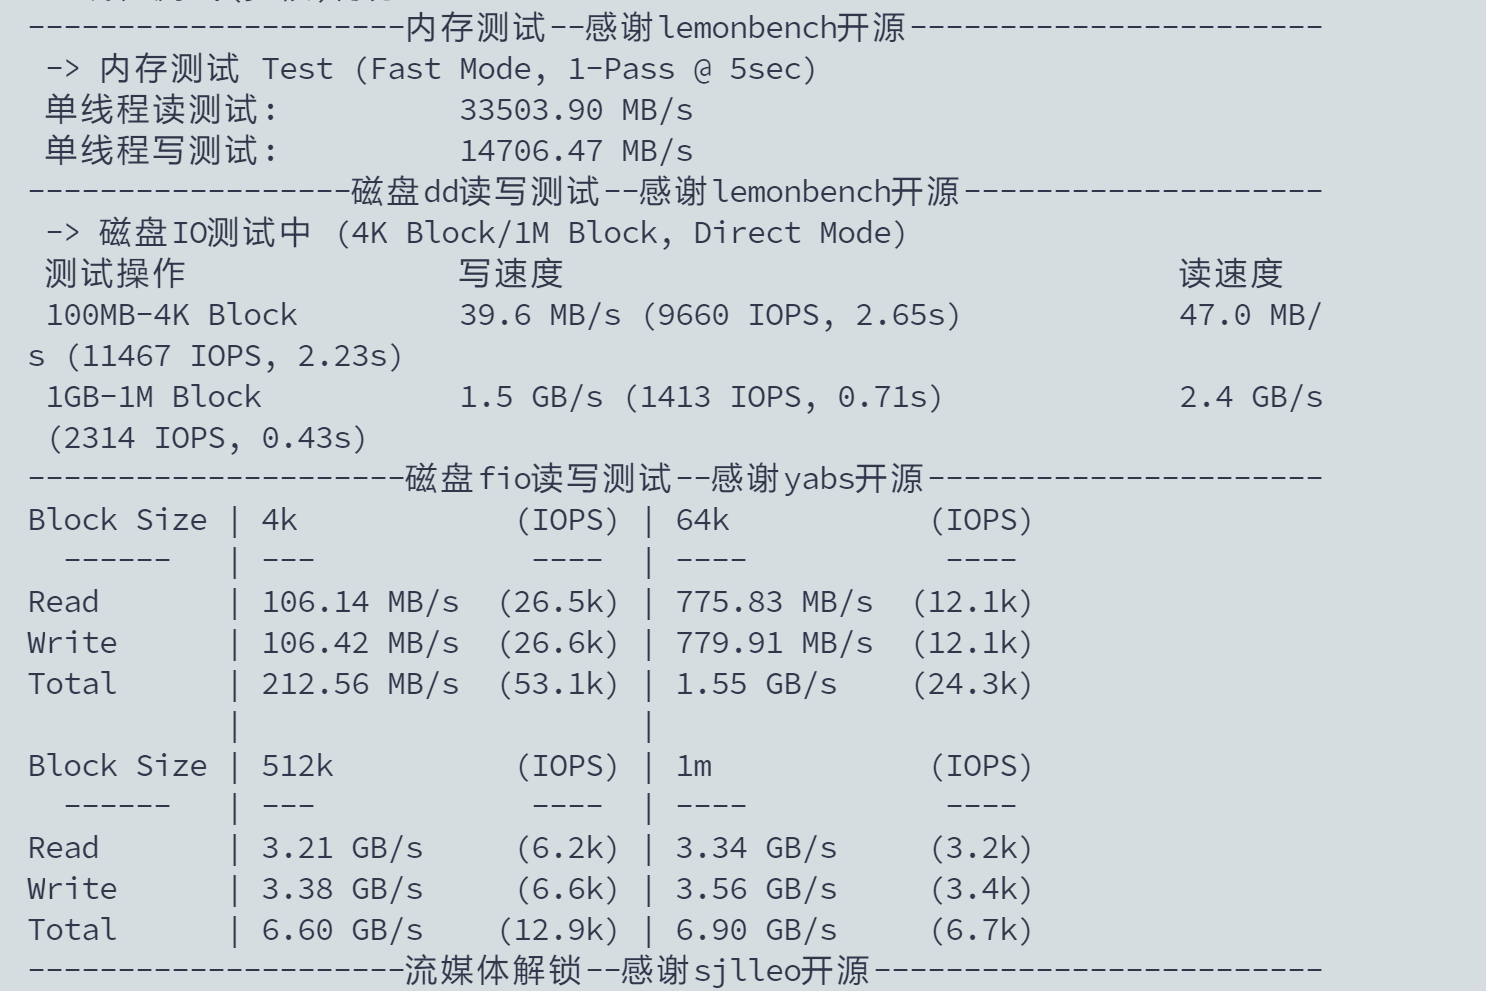 --------------------内存测试--感谢lemonbench开源-----------------------
 -> 内存测试 Test (Fast Mode, 1-Pass @ 5sec)
 单线程读测试:          33503.90 MB/s
 单线程写测试:          14706.47 MB/s
------------------磁盘dd读写测试--感谢lemonbench开源--------------------
 -> 磁盘IO测试中 (4K Block/1M Block, Direct Mode)
 测试操作               写速度                                  读速度
 100MB-4K Block         39.6 MB/s (9660 IOPS, 2.65s)            47.0 MB/
s (11467 IOPS, 2.23s)
 1GB-1M Block           1.5 GB/s (1413 IOPS, 0.71s)             2.4 GB/s
 (2314 IOPS, 0.43s)
---------------------磁盘fio读写测试--感谢yabs开源----------------------
Block Size | 4k            (IOPS) | 64k           (IOPS)
  ------   | ---            ----  | ----           ----
Read       | 106.14 MB/s  (26.5k) | 775.83 MB/s  (12.1k)
Write      | 106.42 MB/s  (26.6k) | 779.91 MB/s  (12.1k)
Total      | 212.56 MB/s  (53.1k) | 1.55 GB/s    (24.3k)
           |                      |
Block Size | 512k          (IOPS) | 1m            (IOPS)
  ------   | ---            ----  | ----           ----
Read       | 3.21 GB/s     (6.2k) | 3.34 GB/s     (3.2k)
Write      | 3.38 GB/s     (6.6k) | 3.56 GB/s     (3.4k)
Total      | 6.60 GB/s    (12.9k) | 6.90 GB/s     (6.7k)
---------------------流媒体解锁--感谢sjlleo开源-------------------------